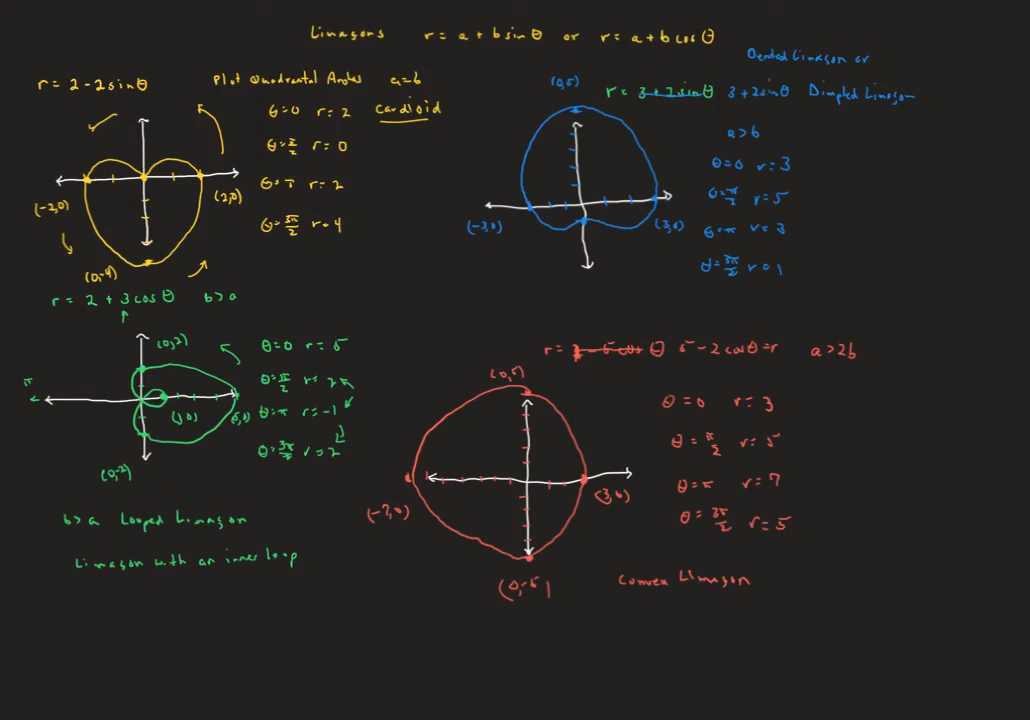 Limaçons r = a + b sin θ or r = a + b cos θ
r = 2 - 2 sin θ
Plot Quadrantal Angles a = b
θ = 0 r = 2 cardioid
θ = π/2 r = 0
θ = π r = 2
θ = 3π/2 r = 4
(-2,0)
(2,0)
(0,-4)
Dented Limaçon or
r = 3 + 2 sin θ 3 + 2 sin θ Dimpled Limaçon
(0,5)
a > b
θ = 0 r = 3
θ = π/2 r = 5
θ = π r = 3
θ = 3π/2 r = 1
(-3,0)
(3,0)
r = 2 + 3 cos θ b > a
(0,2)
π
(1,0)
(5,0)
(0,-2)
θ = 0 r = 5
θ = π/2 r = 2
θ = π r = -1
θ = 3π/2 r = 2
b > a Looped Limaçon
Limaçon with an inner loop
5 - 2 cos θ = r a > 2b
(0,5)
θ = 0 r = 3
θ = π/2 r = 5
θ = π r = 7
θ = 3π/2 r = 5
(-7,0)
(3,0)
(0,-5)
Convex Limaçon